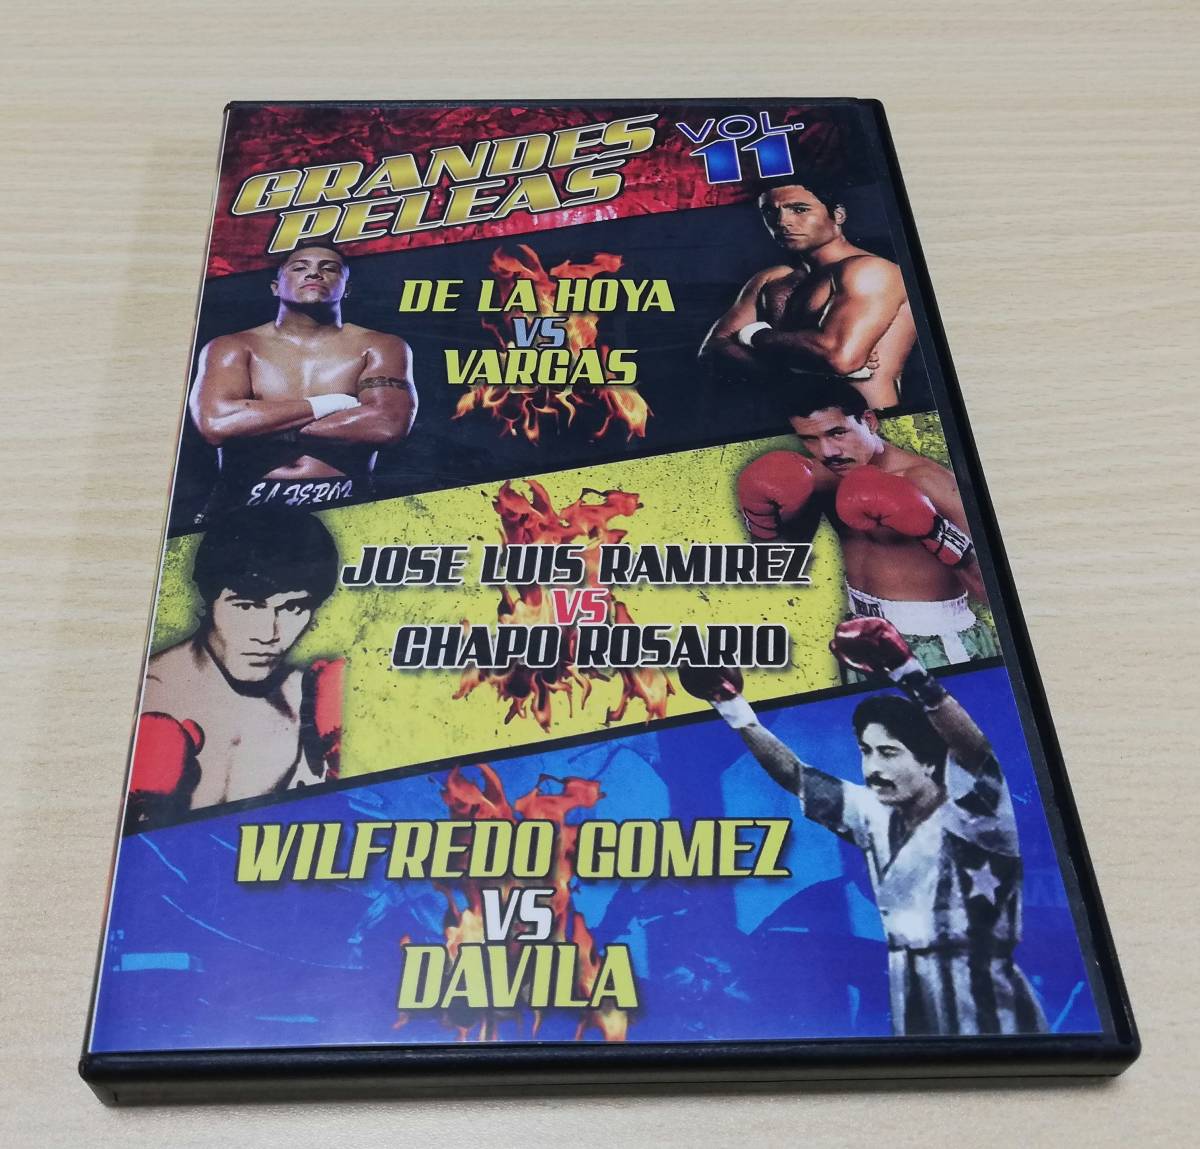 GRANDES
PELEAS
VOL.
11
DE LA HOYA
VS
VARGAS
JOSE LUIS RAMIREZ
VS
CHAPO ROSARIO
WILFREDO GOMEZ
VS
DAVILA